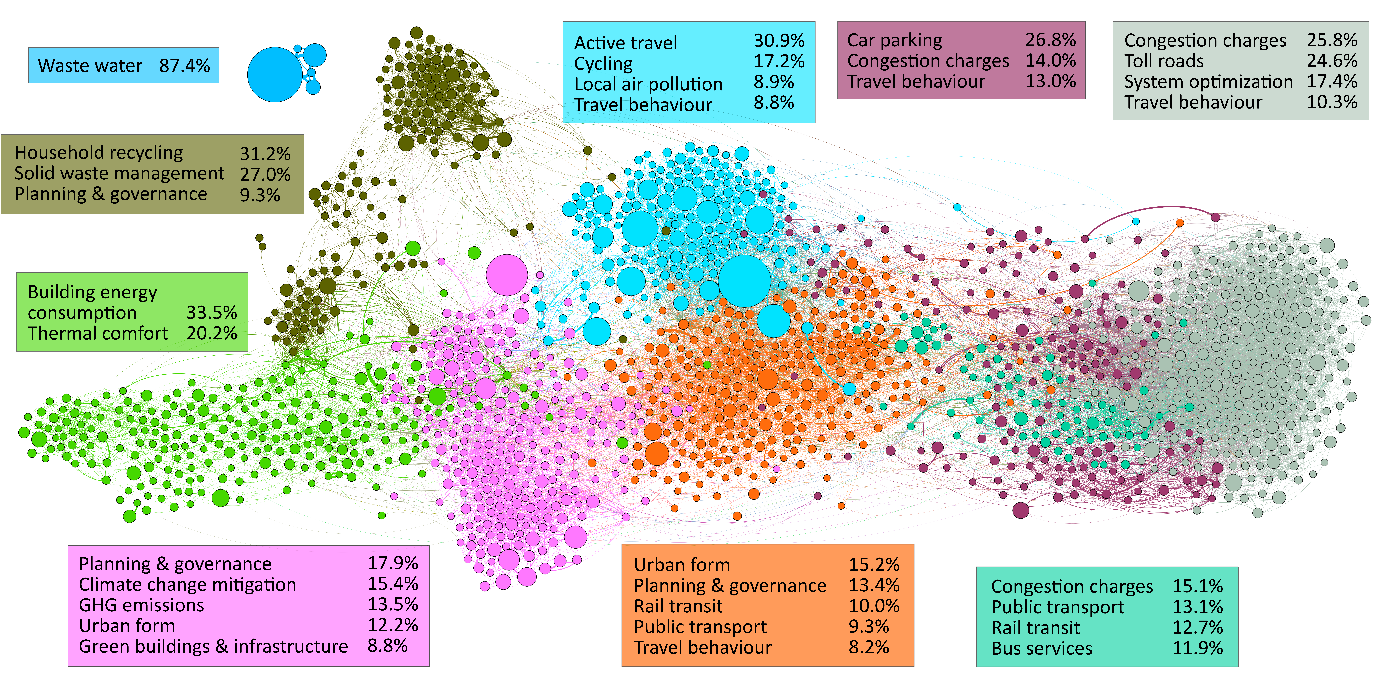 Waste water 87.4%
Active travel 30.9%
Cycling 17.2%
Local air pollution 8.9%
Travel behaviour 8.8%
Car parking 26.8%
Congestion charges 14.0%
Travel behaviour 13.0%
Congestion charges 25.8%
Toll roads 24.6%
System optimization 17.4%
Travel behaviour 10.3%
Household recycling 31.2%
Solid waste management 27.0%
Planning & governance 9.3%
Building energy
consumption 33.5%
Thermal comfort 20.2%
Planning & governance 17.9%
Climate change mitigation 15.4%
GHG emissions 13.5%
Urban form 12.2%
Green buildings & infrastructure 8.8%
Urban form 15.2%
Planning & governance 13.4%
Rail transit 10.0%
Public transport 9.3%
Travel behaviour 8.2%
Congestion charges 15.1%
Public transport 13.1%
Rail transit 12.7%
Bus services 11.9%